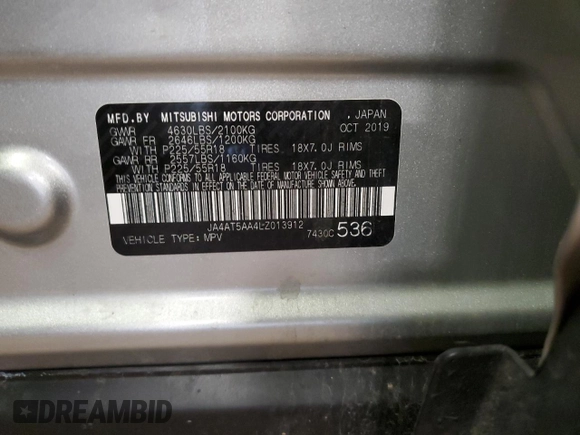 MFD.BY MITSUBISHI MOTORS CORPORATION , JAPAN
GVWR 4630LBS/2100KG OCT 2019
GAWR FR 2646LBS/1200KG
WITH P225/55R18 TIRES, 18X7.0J RIMS
GAWR RR 2557LBS/1160KG
WITH P225/55R18 TIRES, 18X7.0J RIMS
THIS VEHICLE CONFORMS TO ALL APPLICABLE FEDERAL MOTOR VEHICLE SAFETY AND THEFT
PREVENTION STANDARDS IN EFFECT ON THE DATE OF MANUFACTURE SHOWN ABOVE.
JA4AT5AA4LZ013912
VEHICLE TYPE: MPV 7430C 536
DREAMBID